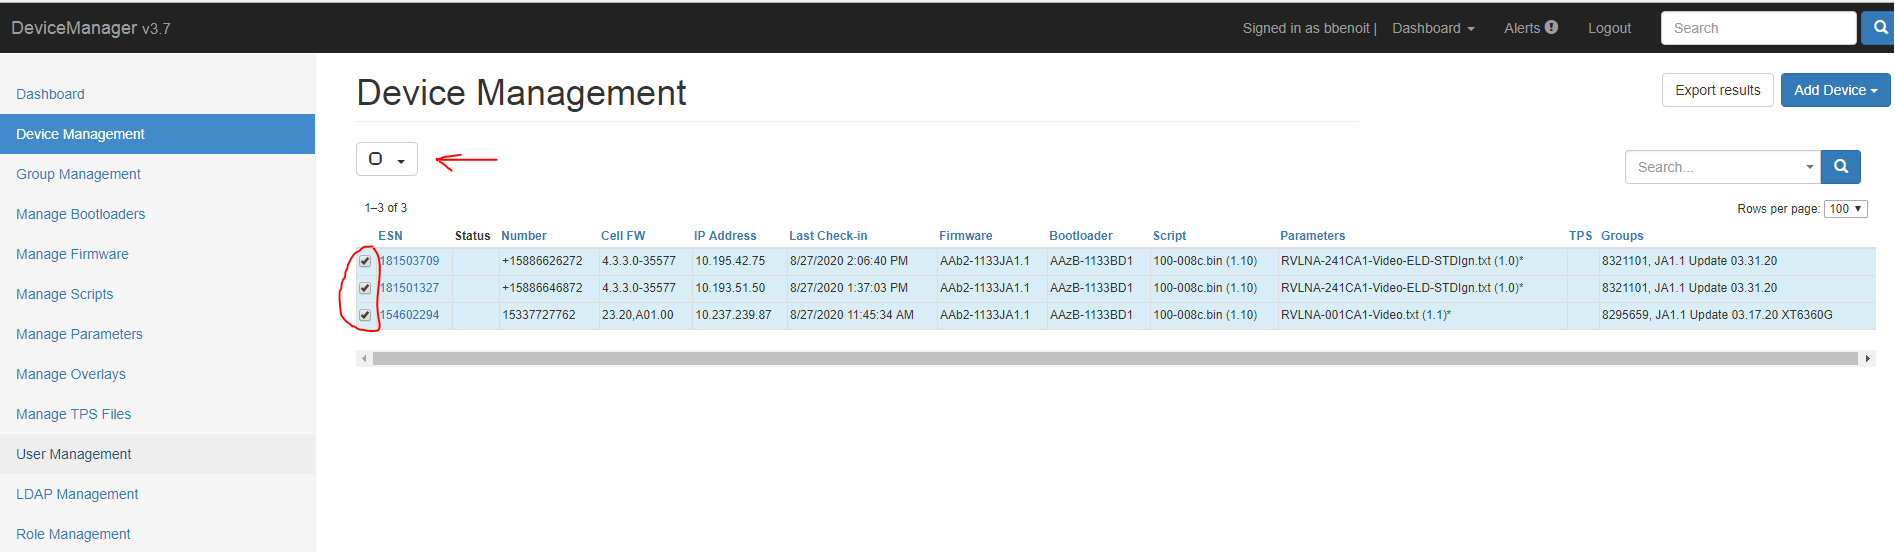 DeviceManager v3.7
Signed in as bbenoit | Dashboard Alerts Logout Search
Dashboard
Device Management
Group Management
Manage Bootloaders
Manage Firmware
Manage Scripts
Manage Parameters
Manage Overlays
Manage TPS Files
User Management
LDAP Management
Role Management
Device Management
Export results Add Device
Search...
1–3 of 3
Rows per page: 100
ESN Status Number Cell FW IP Address Last Check-in Firmware Bootloader Script Parameters TPS Groups
181503709 +15886626272 4.3.3.0-35577 10.195.42.75 8/27/2020 2:06:40 PM AAb2-1133JA1.1 AAzB-1133BD1 100-008c.bin (1.10) RVLNA-241CA1-Video-ELD-STDIgn.txt (1.0)* 8321101, JA1.1 Update 03.31.20
181501327 +15886646872 4.3.3.0-35577 10.193.51.50 8/27/2020 1:37:03 PM AAb2-1133JA1.1 AAzB-1133BD1 100-008c.bin (1.10) RVLNA-241CA1-Video-ELD-STDIgn.txt (1.0)* 8321101, JA1.1 Update 03.31.20
154602294 15337727762 23.20,A01.00 10.237.239.87 8/27/2020 11:45:34 AM AAb2-1133JA1.1 AAzB-1133BD1 100-008c.bin (1.10) RVLNA-001CA1-Video.txt (1.1)* 8295659, JA1.1 Update 03.17.20 XT6360G